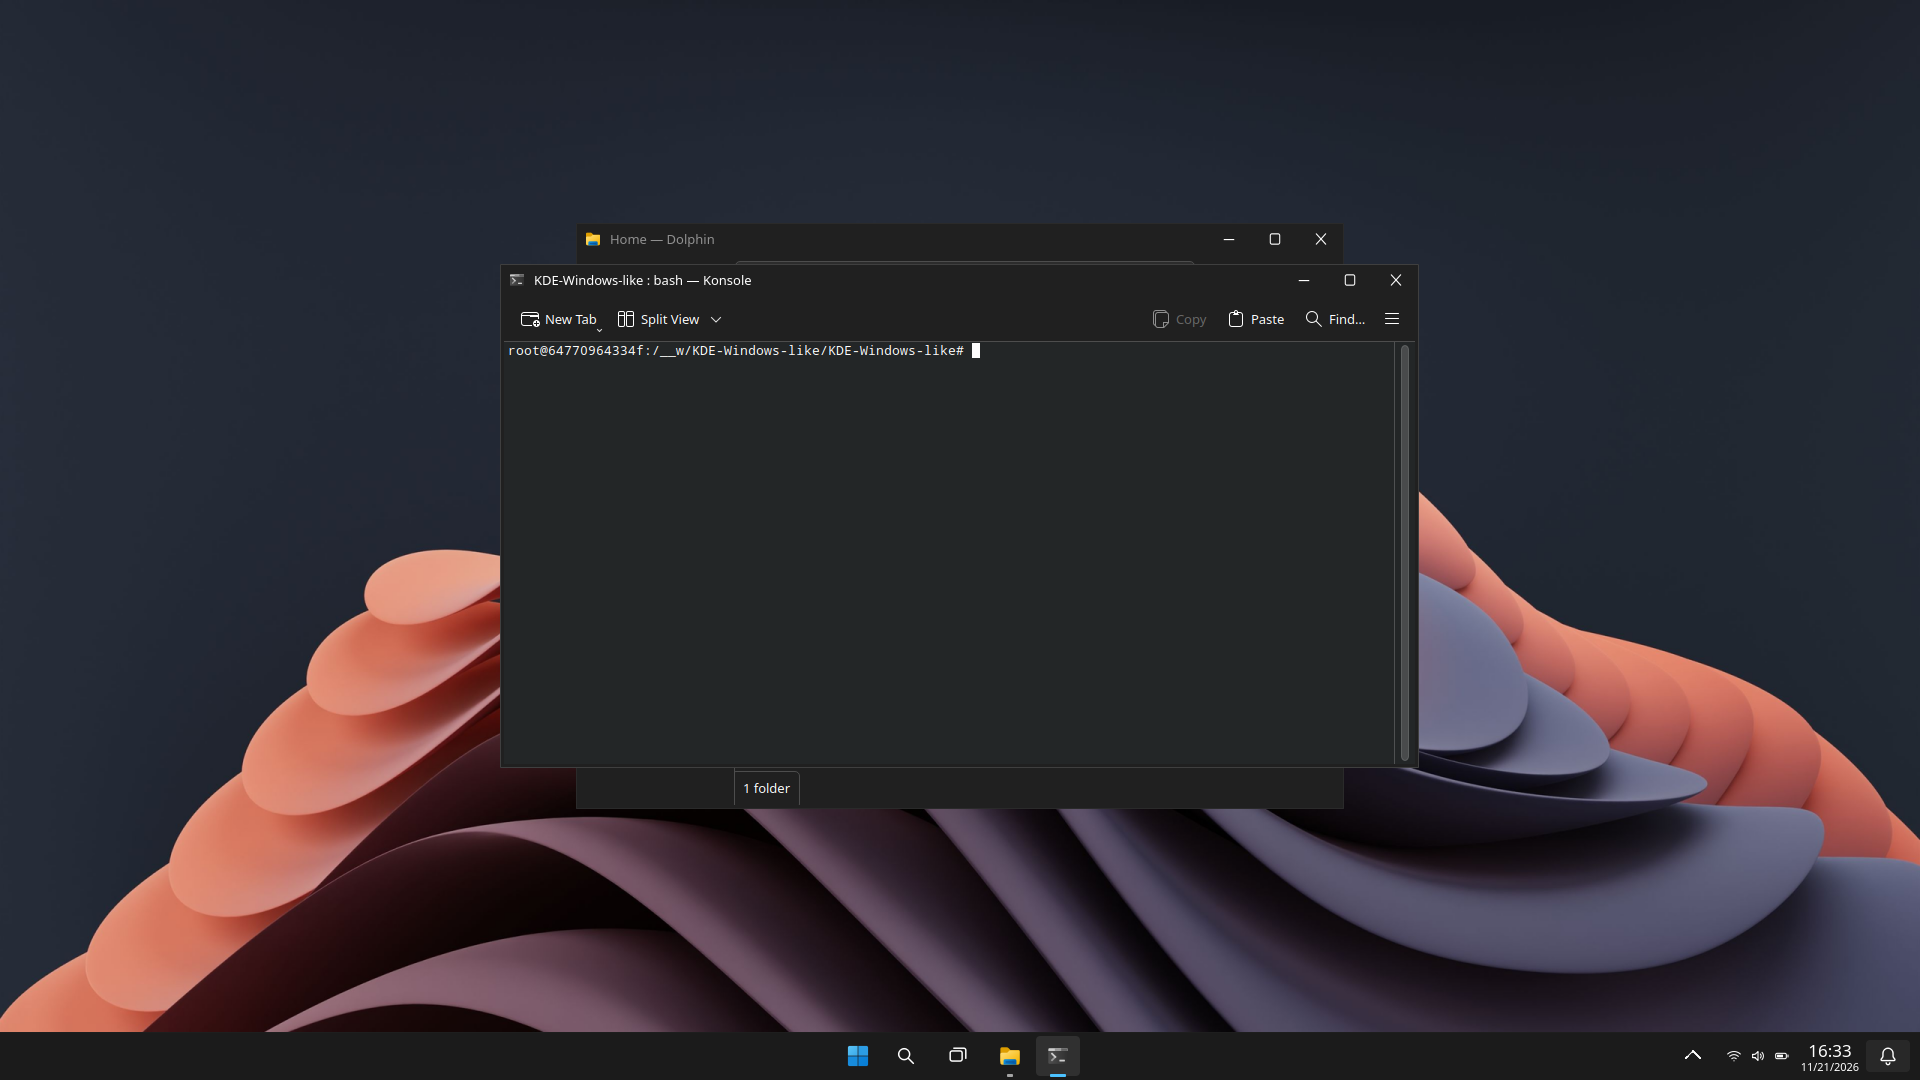 Home — Dolphin
KDE-Windows-like : bash — Konsole
New Tab
Split View
Copy
Paste
Find...
root@64770964334f:/__w/KDE-Windows-like/KDE-Windows-like#
1 folder
16:33
11/21/2026